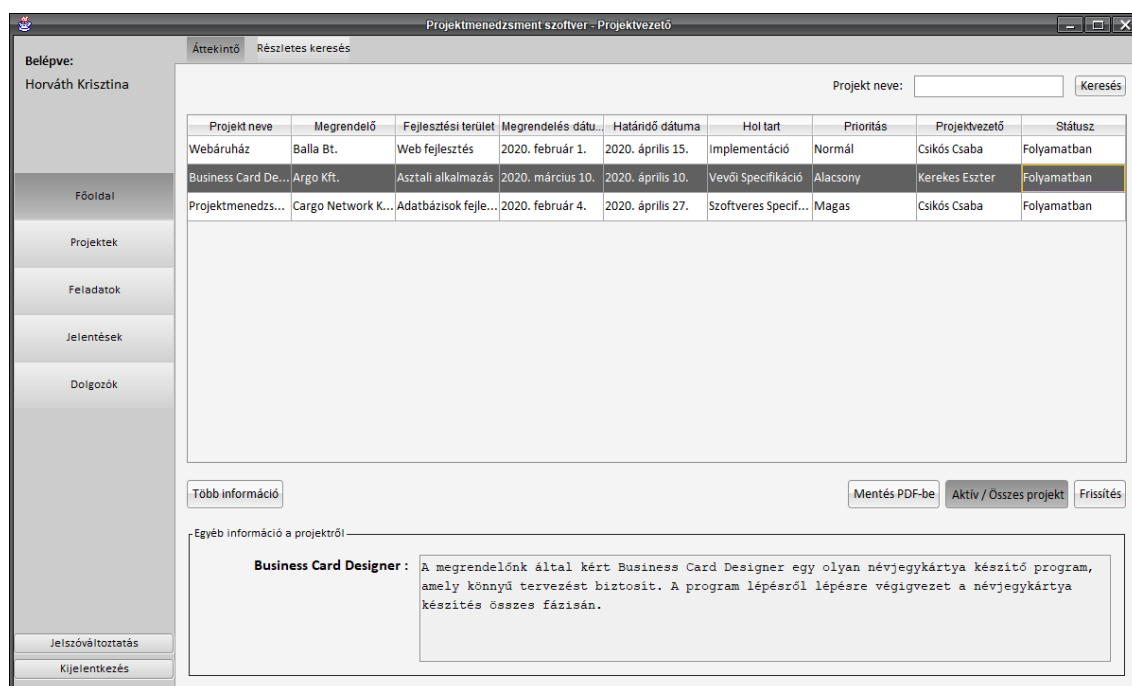 Projektmenedzsment szoftver - Projektvezető
Belépve:
Horváth Krisztina
Főoldal
Projektek
Feladatok
Jelentések
Dolgozók
Jelszóváltoztatás
Kijelentkezés
Áttekintő Részletes keresés
Projekt neve: Keresés
Projekt neve Megrendelő Fejlesztési terület Megrendelés dátu... Határidő dátuma Hol tart Prioritás Projektvezető Státusz
Webáruház Balla Bt. Web fejlesztés 2020. február 1. 2020. április 15. Implementáció Normál Csikós Csaba Folyamatban
Business Card De... Argo Kft. Asztali alkalmazás 2020. március 10. 2020. április 10. Vevői Specifikáció Alacsony Kerekes Eszter Folyamatban
Projektmenedzs... Cargo Network K... Adatbázisok fejle... 2020. február 4. 2020. április 27. Szoftveres Specif... Magas Csikós Csaba Folyamatban
Több információ Mentés PDF-be Aktív / Összes projekt Frissítés
Egyéb információ a projektről
Business Card Designer : A megrendelőnk által kért Business Card Designer egy olyan névjegykártya készítő program,
amely könnyű tervezést biztosít. A program lépésről lépésre végigvezet a névjegykártya
készítés összes fázisán.